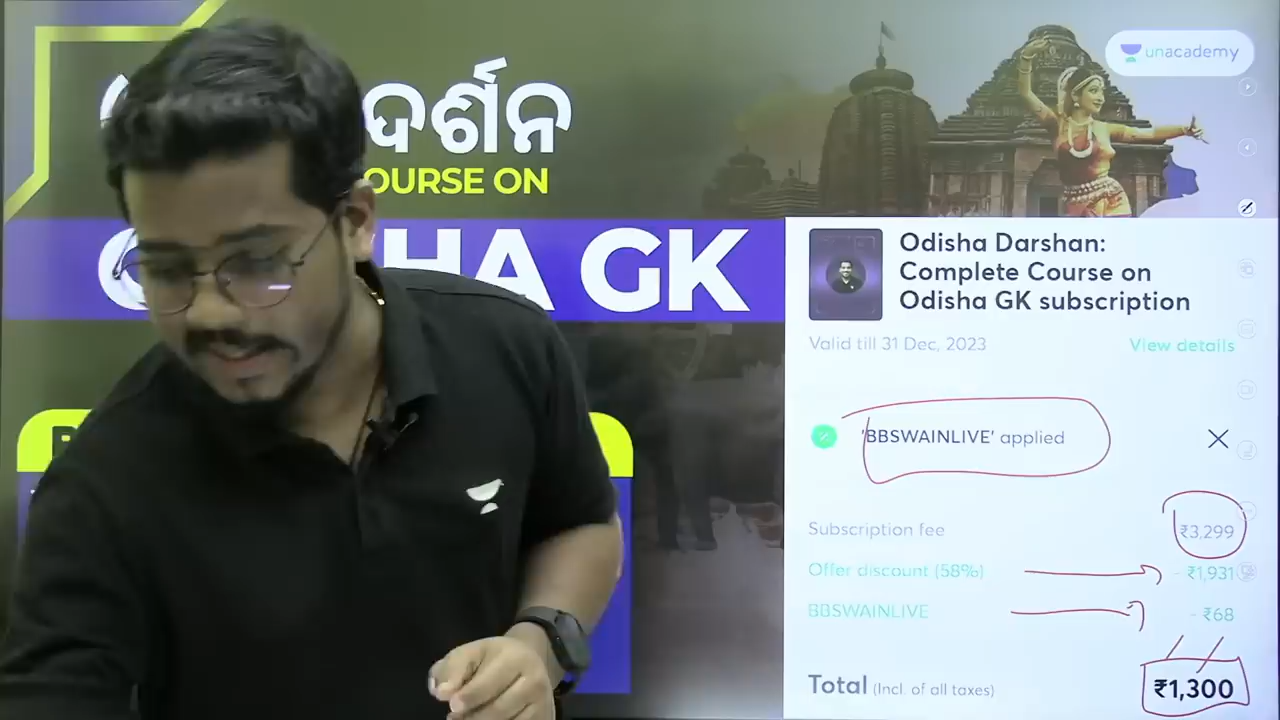 ଦର୍ଶନ
OURSE ON
HA GK
unacademy
Odisha Darshan:
Complete Course on
Odisha GK subscription
Valid till 31 Dec, 2023
View details
'BBSWAINLIVE' applied
Subscription fee
₹3,299
Offer discount (58%)
- ₹1,931
BBSWAINLIVE
- ₹68
Total (Incl. of all taxes)
₹1,300